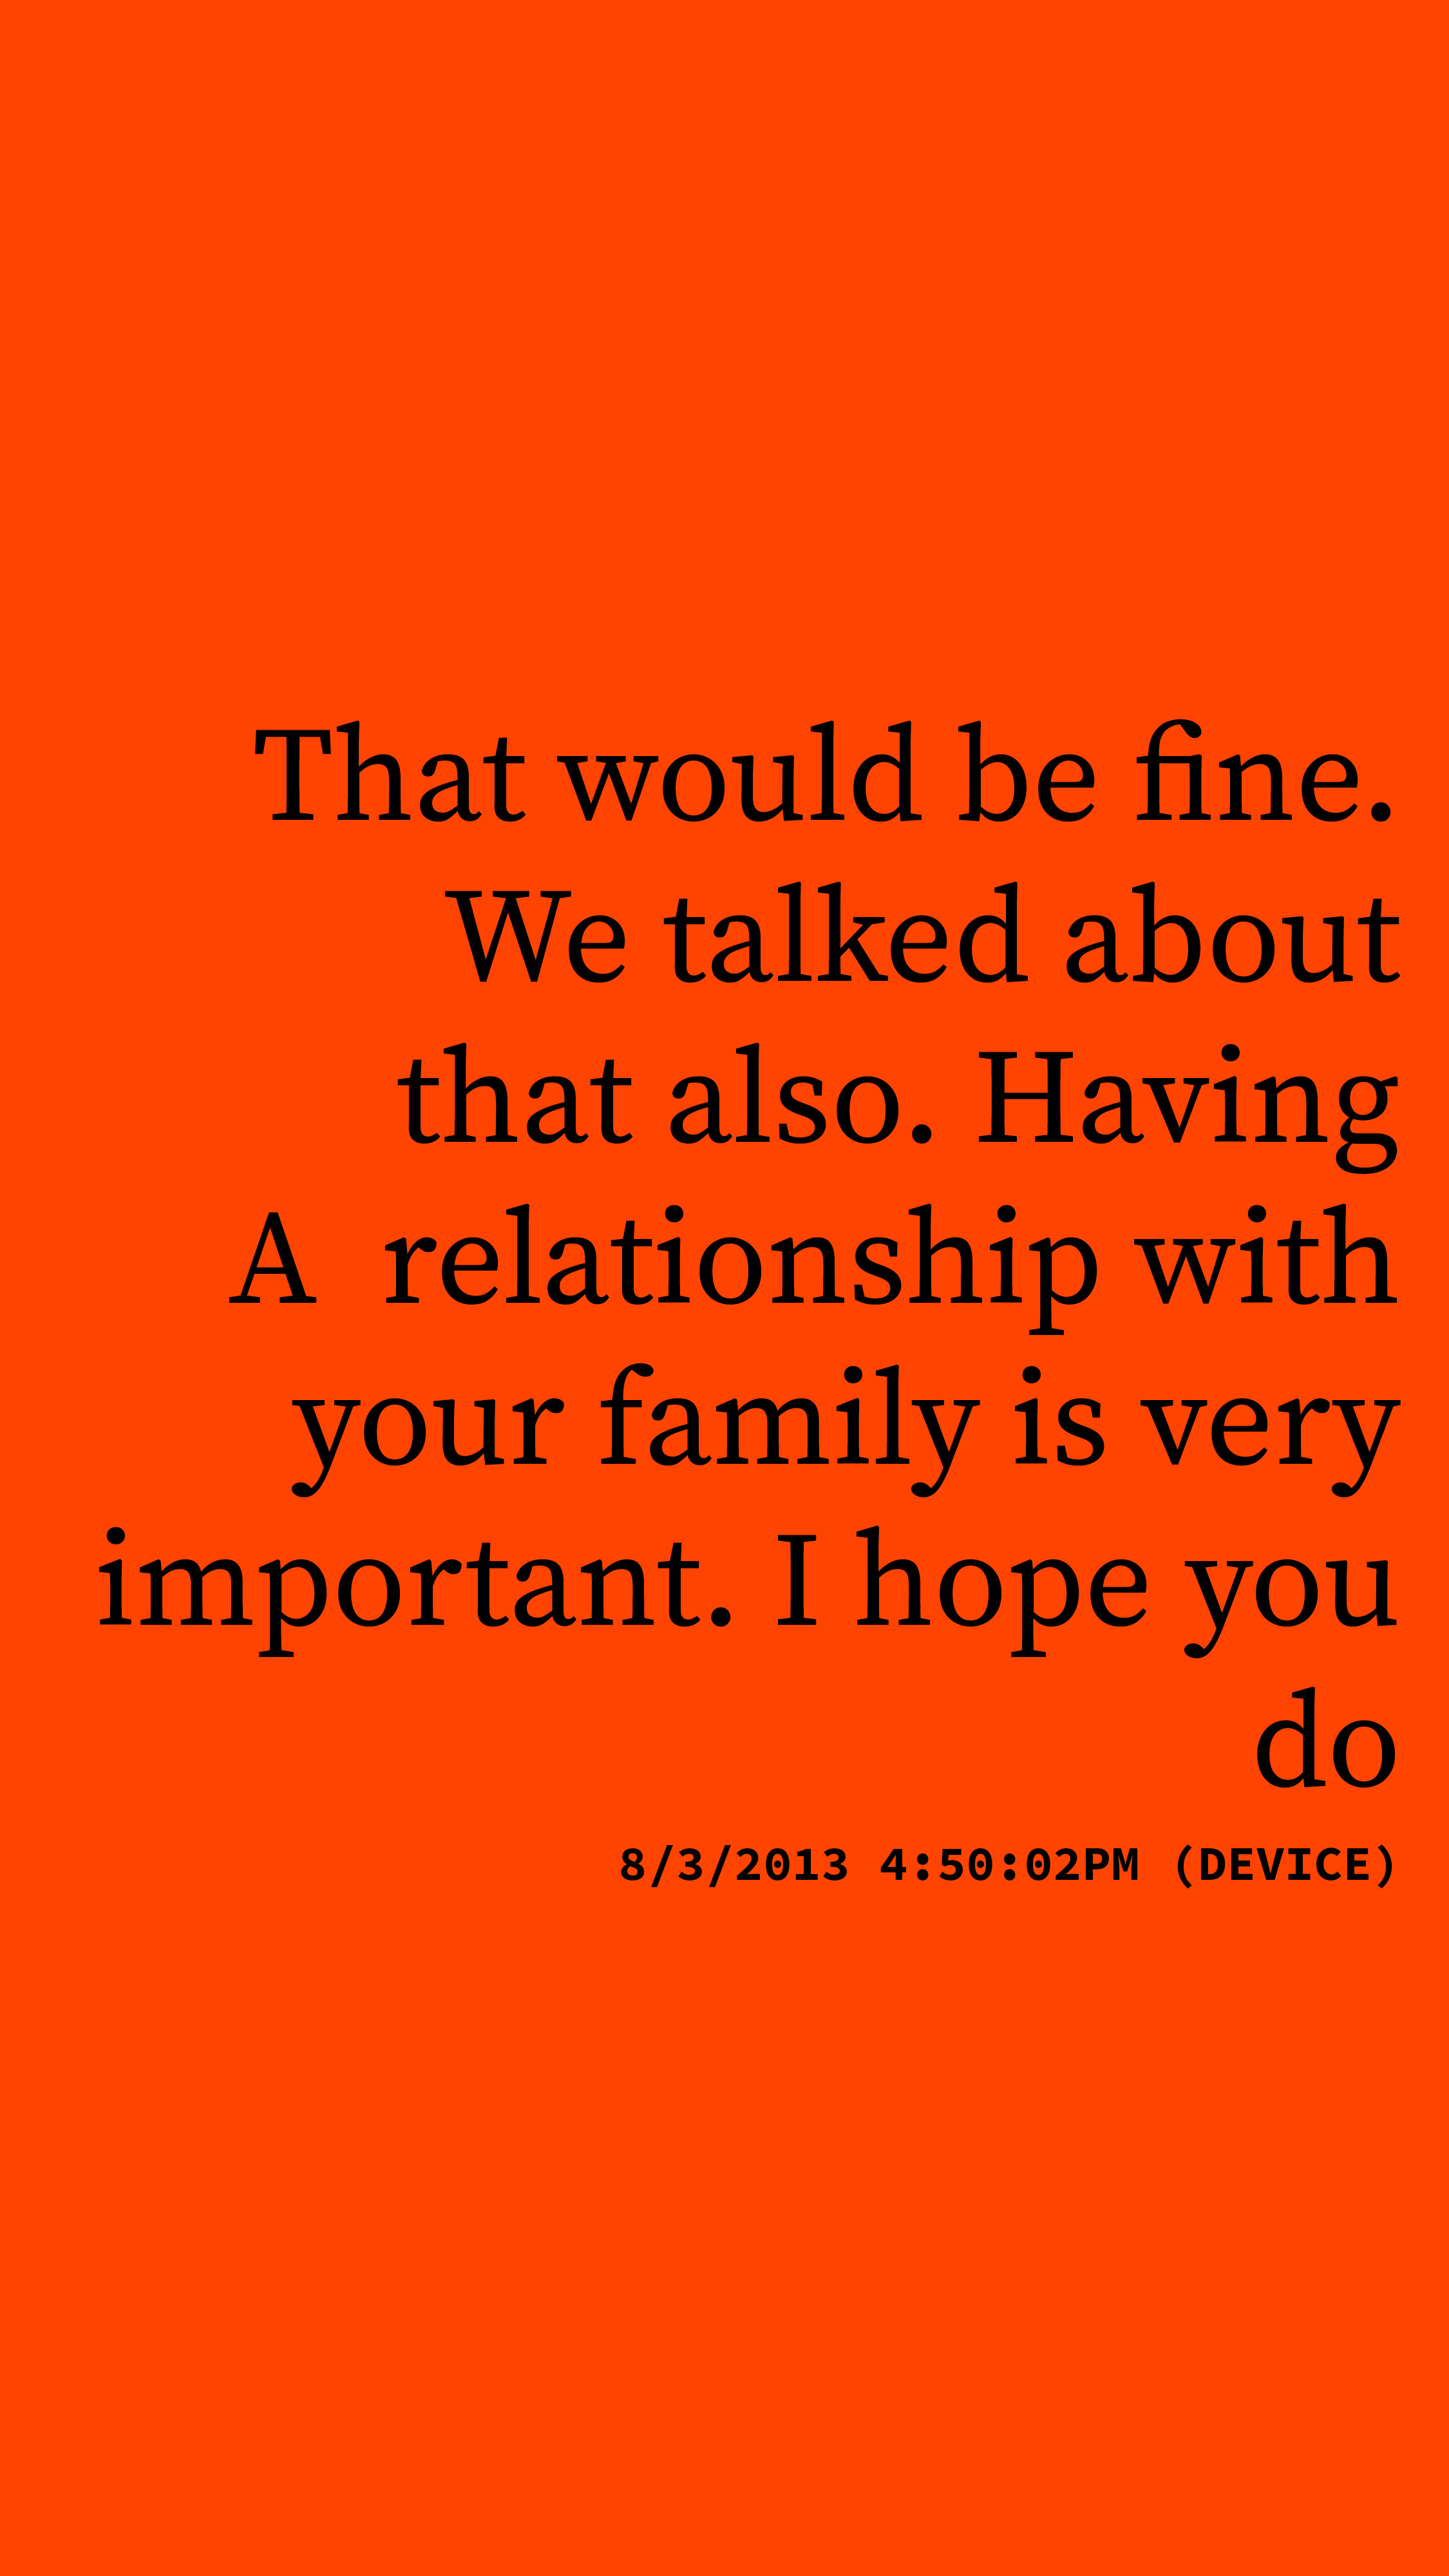 That would be fine.
We talked about
that also. Having
A  relationship with
your family is very
important. I hope you
do
8/3/2013 4:50:02PM (DEVICE)